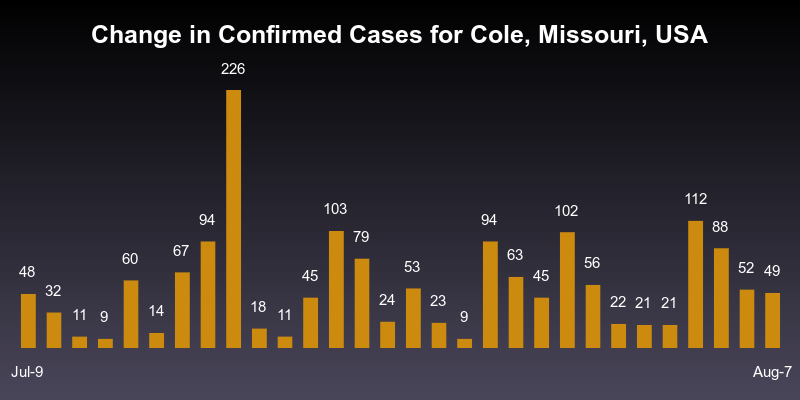 Change in Confirmed Cases for Cole, Missouri, USA
48 32 11 9 60 14 67 94 226 18 11 45 103 79 24 53 23 9 94 63 45 102 56 22 21 21 112 88 52 49
Jul-9 Aug-7